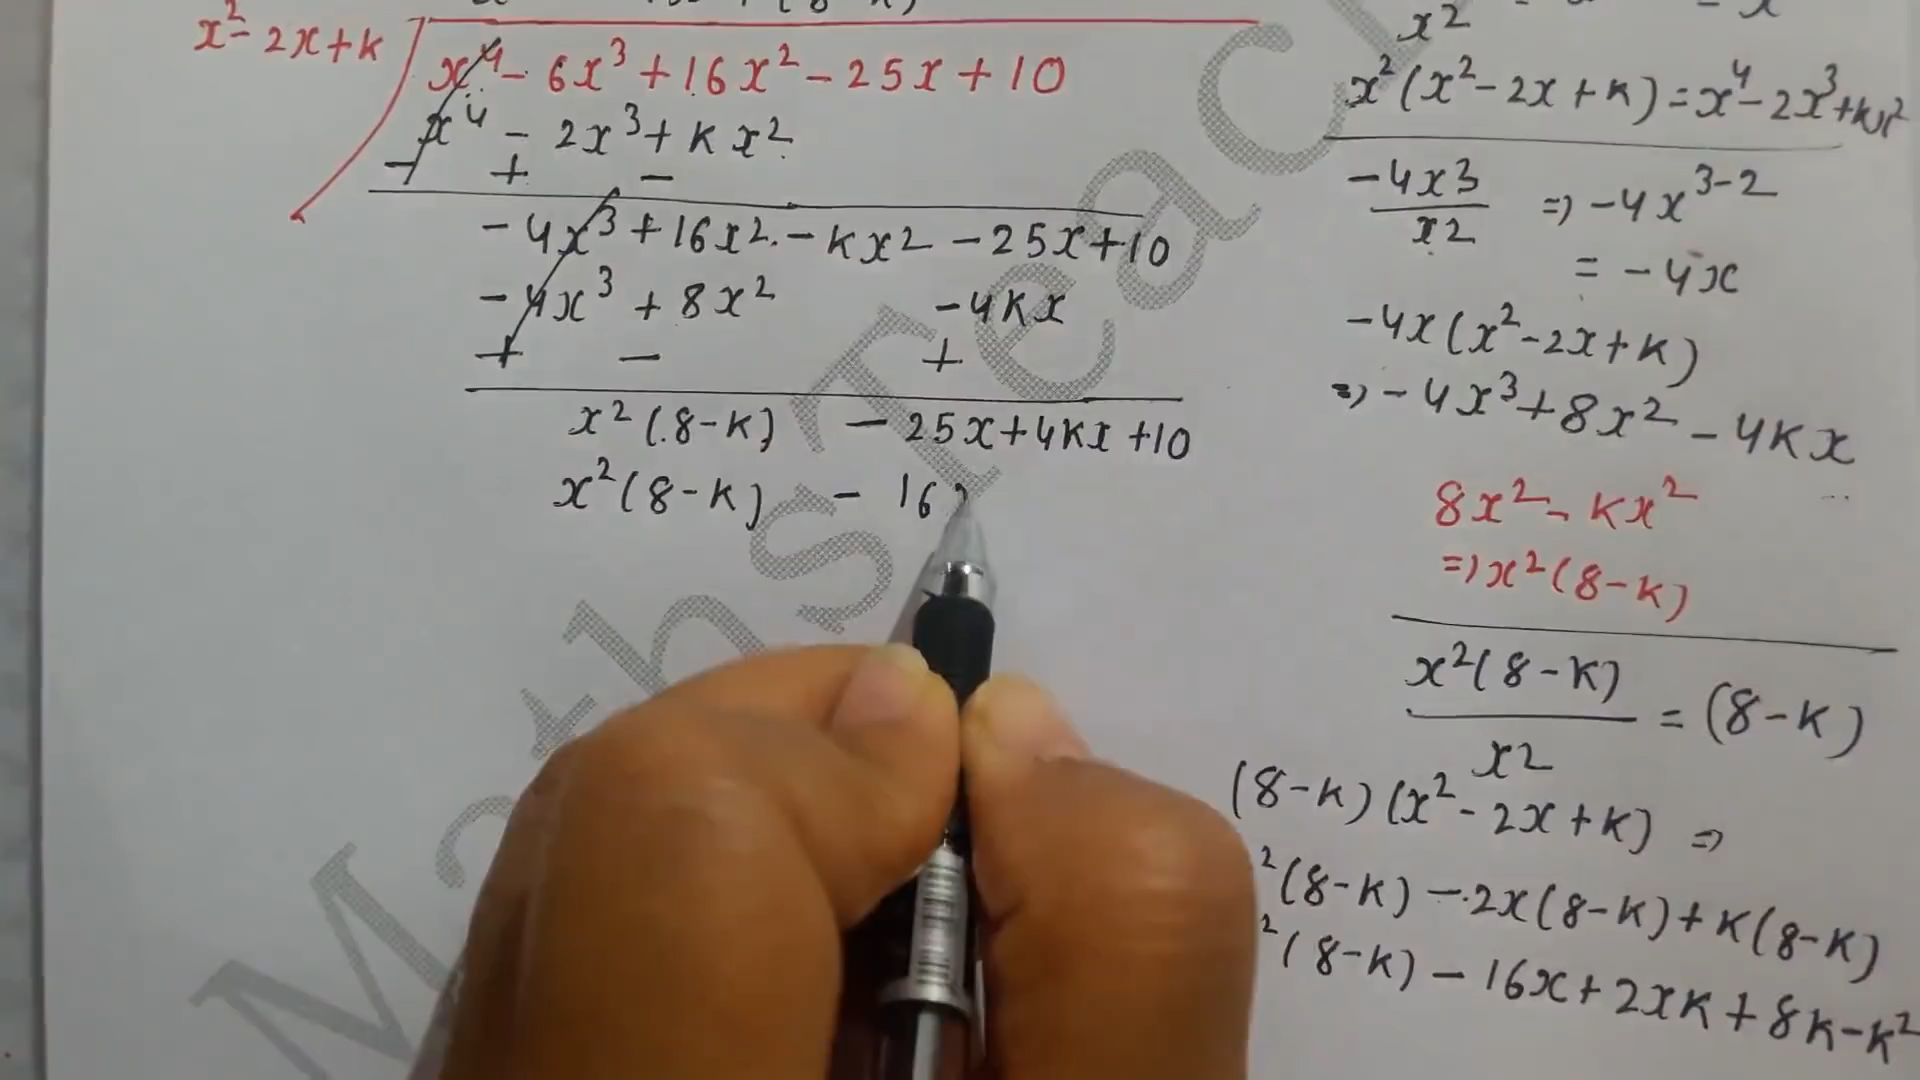 x² - 2x + k
x⁴ - 6x³ + 16x² - 25x + 10
x⁴ - 2x³ + kx²
- + -
-4x³ + 16x² - kx² - 25x + 10
-4x³ + 8x² - 4kx
+ - +
x²(8-k) - 25x + 4kx + 10
x²(8-k) - 16x
x²
x²(x² - 2x + k) = x⁴ - 2x³ + kx²
-4x3
x2
=> -4x³⁻²
= -4x
-4x(x² - 2x + k)
=> -4x³ + 8x² - 4kx
8x² - kx²
=> x²(8-k)
x²(8-k)
x2
= (8-k)
(8-k)(x² - 2x + k) =>
²(8-k) - 2x(8-k) + k(8-k)
²(8-k) - 16x + 2xk + 8k - k²
Maths Teac